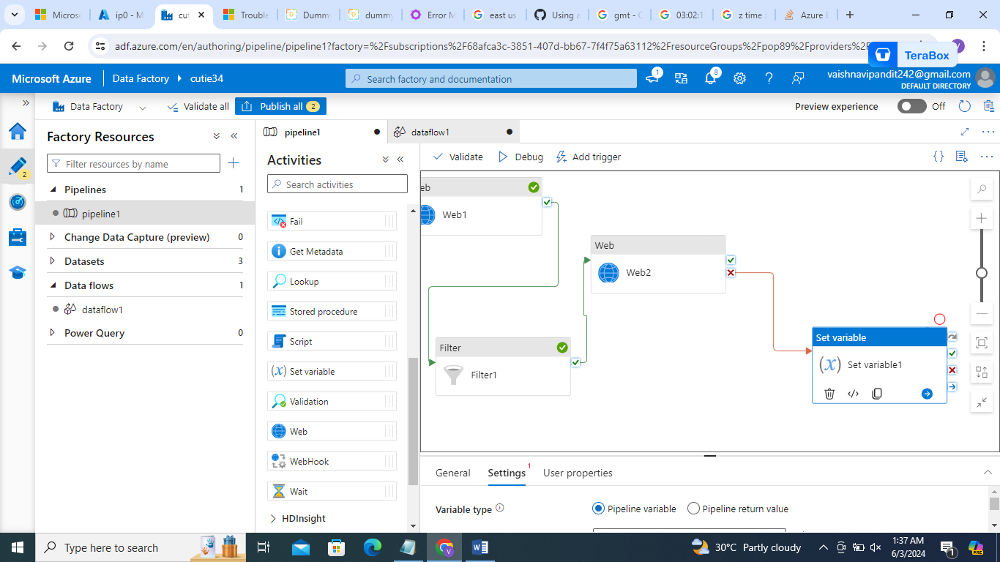 Micros
ip0 - M
cut
Trouble
Dummy
dummy
Error M
east us
Using a
gmt - G
03:02:1
z time
Azure E
adf.azure.com/en/authoring/pipeline/pipeline1?factory=%2Fsubscriptions%2F68afca3c-3851-407d-bb67-7f4f75a63112%2FresourceGroups%2Fpop89%2Fproviders%2F
TeraBox
Microsoft Azure
Data Factory
cutie34
Search factory and documentation
1
8
vaishnavipandit242@gmail.com
DEFAULT DIRECTORY
Data Factory
Validate all
Publish all 2
Preview experience
Off
Factory Resources
Filter resources by name
2
Pipelines 1
pipeline1
Change Data Capture (preview) 0
Datasets 3
Data flows 1
dataflow1
Power Query 0
pipeline1
dataflow1
Activities
Search activities
Fail
Get Metadata
Lookup
Stored procedure
Script
Set variable
Validation
Web
WebHook
Wait
HDInsight
Validate
Debug
Add trigger
eb
Web1
Web
Web2
Filter
Filter1
Set variable
(x) Set variable1
General
Settings 1
User properties
Variable type
Pipeline variable
Pipeline return value
Type here to search
30°C Partly cloudy
1:37 AM
6/3/2024
1
PRE